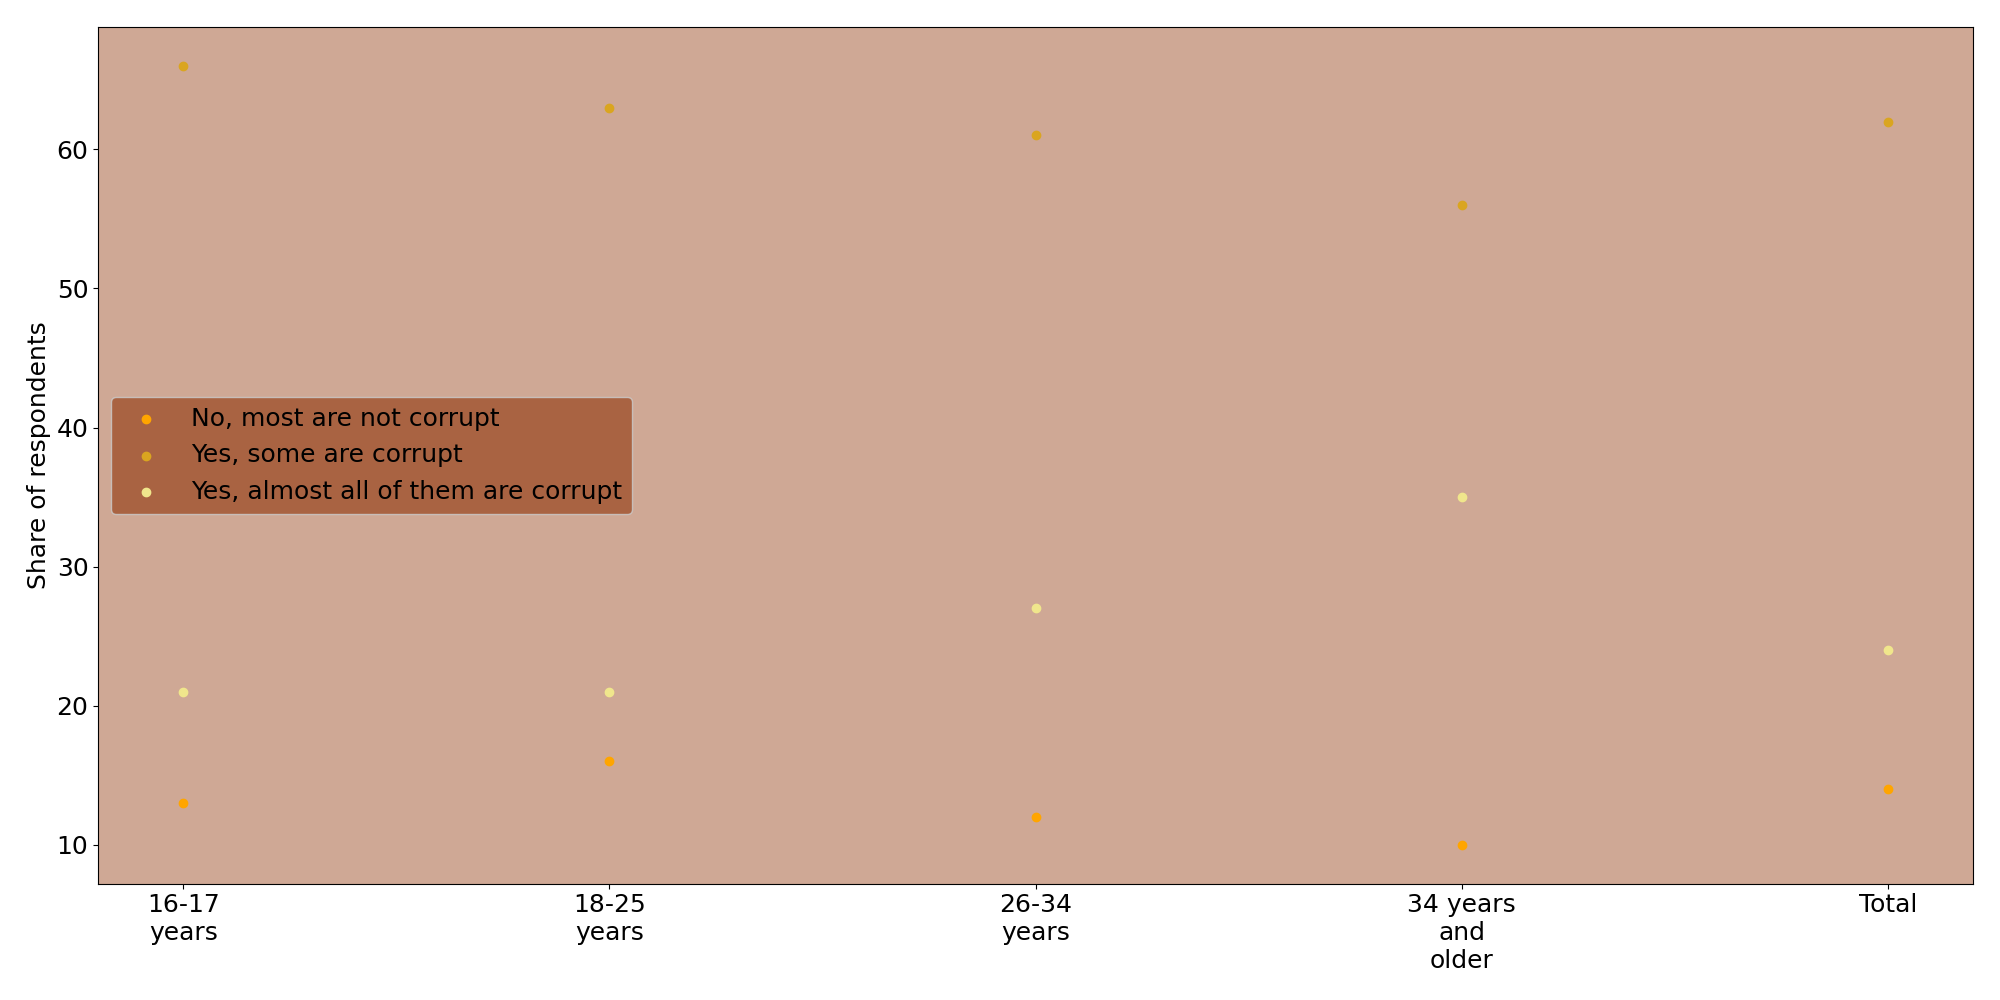 Share of respondents
60
50
40
30
20
10
No, most are not corrupt
Yes, some are corrupt
Yes, almost all of them are corrupt
16-17
years
18-25
years
26-34
years
34 years
and
older
Total